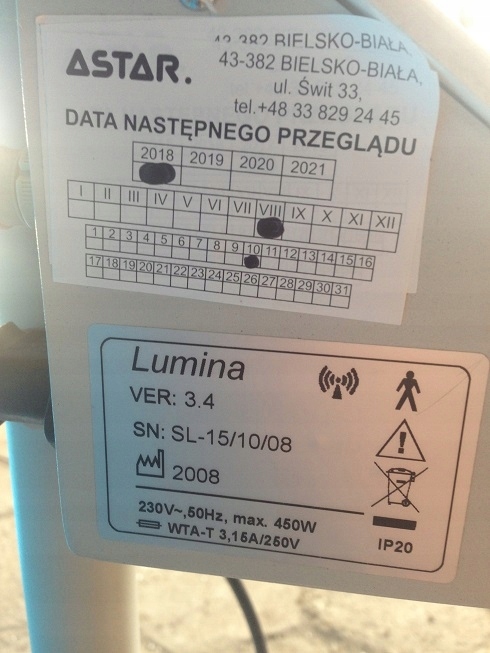 43-382 BIELSKO-BIAŁA,
ASTAR.
43-382 BIELSKO-BIAŁA,
ul. Świt 33,
tel.+48 33 829 24 45
DATA NASTĘPNEGO PRZEGLĄDU
2018 2019 2020 2021
I II III IV V VI VII VIII IX X XI XII
1 2 3 4 5 6 7 8 9 10 11 12 13 14 15 16
17 18 19 20 21 22 23 24 25 26 27 28 29 30 31
Lumina
VER: 3.4
SN: SL-15/10/08
2008
230V~,50Hz, max. 450W
WTA-T 3,15A/250V
IP20